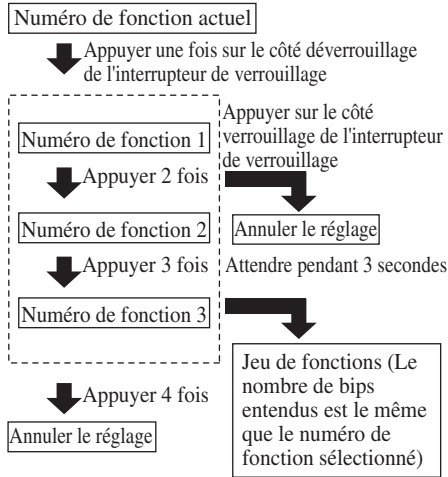 Numéro de fonction actuel
Appuyer une fois sur le côté déverrouillage
de l'interrupteur de verrouillage
Appuyer sur le côté
verrouillage de l'interrupteur
de verrouillage
Numéro de fonction 1
Appuyer 2 fois
Numéro de fonction 2
Annuler le réglage
Appuyer 3 fois
Attendre pendant 3 secondes
Numéro de fonction 3
Jeu de fonctions (Le
nombre de bips
entendus est le même
que le numéro de
fonction sélectionné)
Appuyer 4 fois
Annuler le réglage